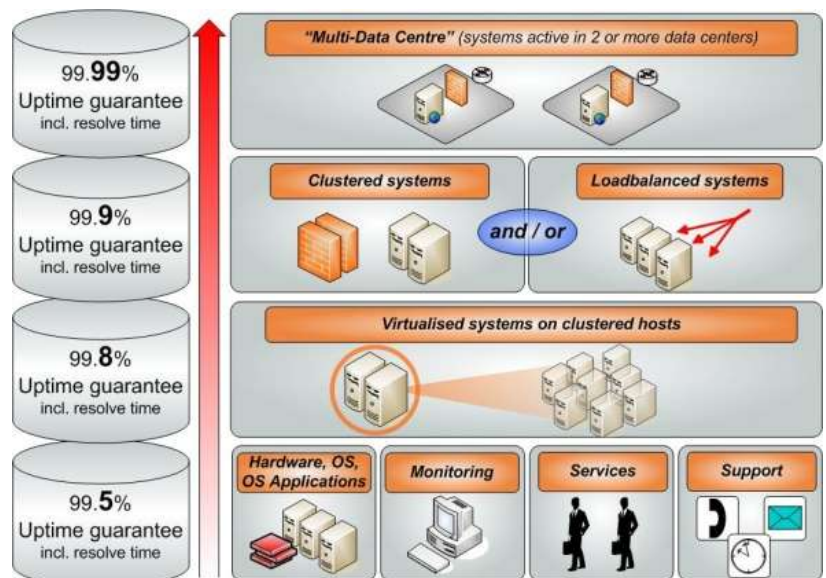 99.99%
Uptime guarantee
incl. resolve time
"Multi-Data Centre" (systems active in 2 or more data centers)
99.9%
Uptime guarantee
incl. resolve time
Clustered systems
and / or
Loadbalanced systems
99.8%
Uptime guarantee
incl. resolve time
Virtualised systems on clustered hosts
99.5%
Uptime guarantee
incl. resolve time
Hardware, OS,
OS Applications
Monitoring
Services
Support